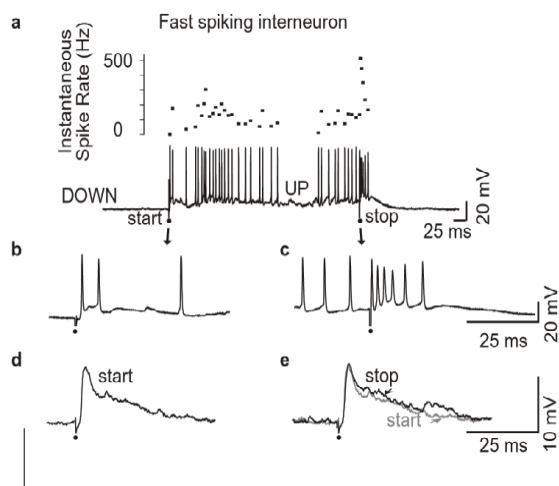 a
Fast spiking interneuron
Instantaneous
Spike Rate (Hz)
500
0
DOWN
UP
start
stop
20 mV
25 ms
b
c
20 mV
25 ms
d
start
e
stop
start
10 mV
25 ms